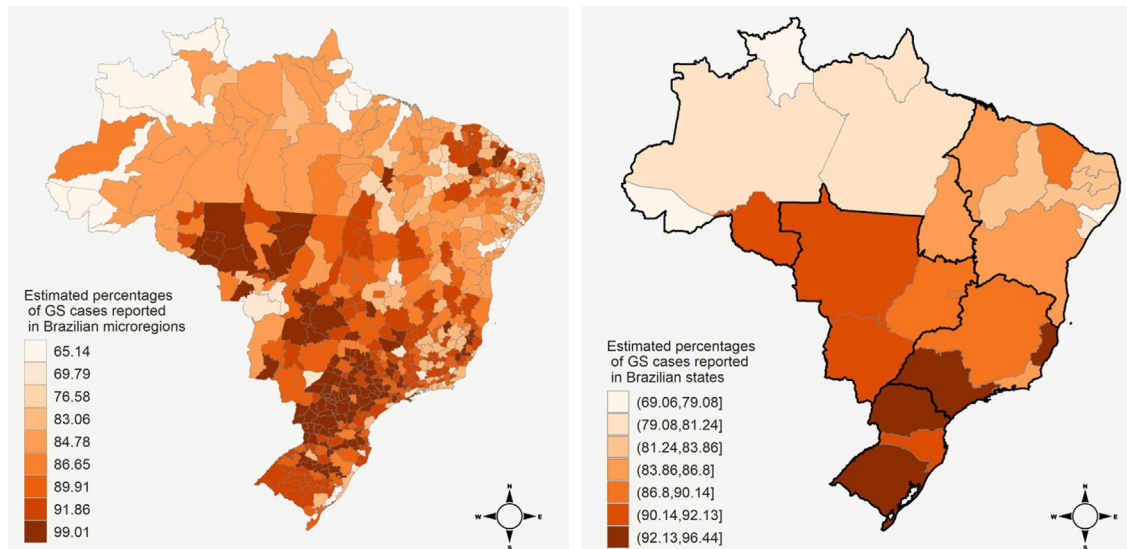 Estimated percentages
of GS cases reported
in Brazilian microregions
65.14
69.79
76.58
83.06
84.78
86.65
89.91
91.86
99.01
N
W E
S
Estimated percentages
of GS cases reported
in Brazilian states
(69.06,79.08]
(79.08,81.24]
(81.24,83.86]
(83.86,86.8]
(86.8,90.14]
(90.14,92.13]
(92.13,96.44]
N
W E
S